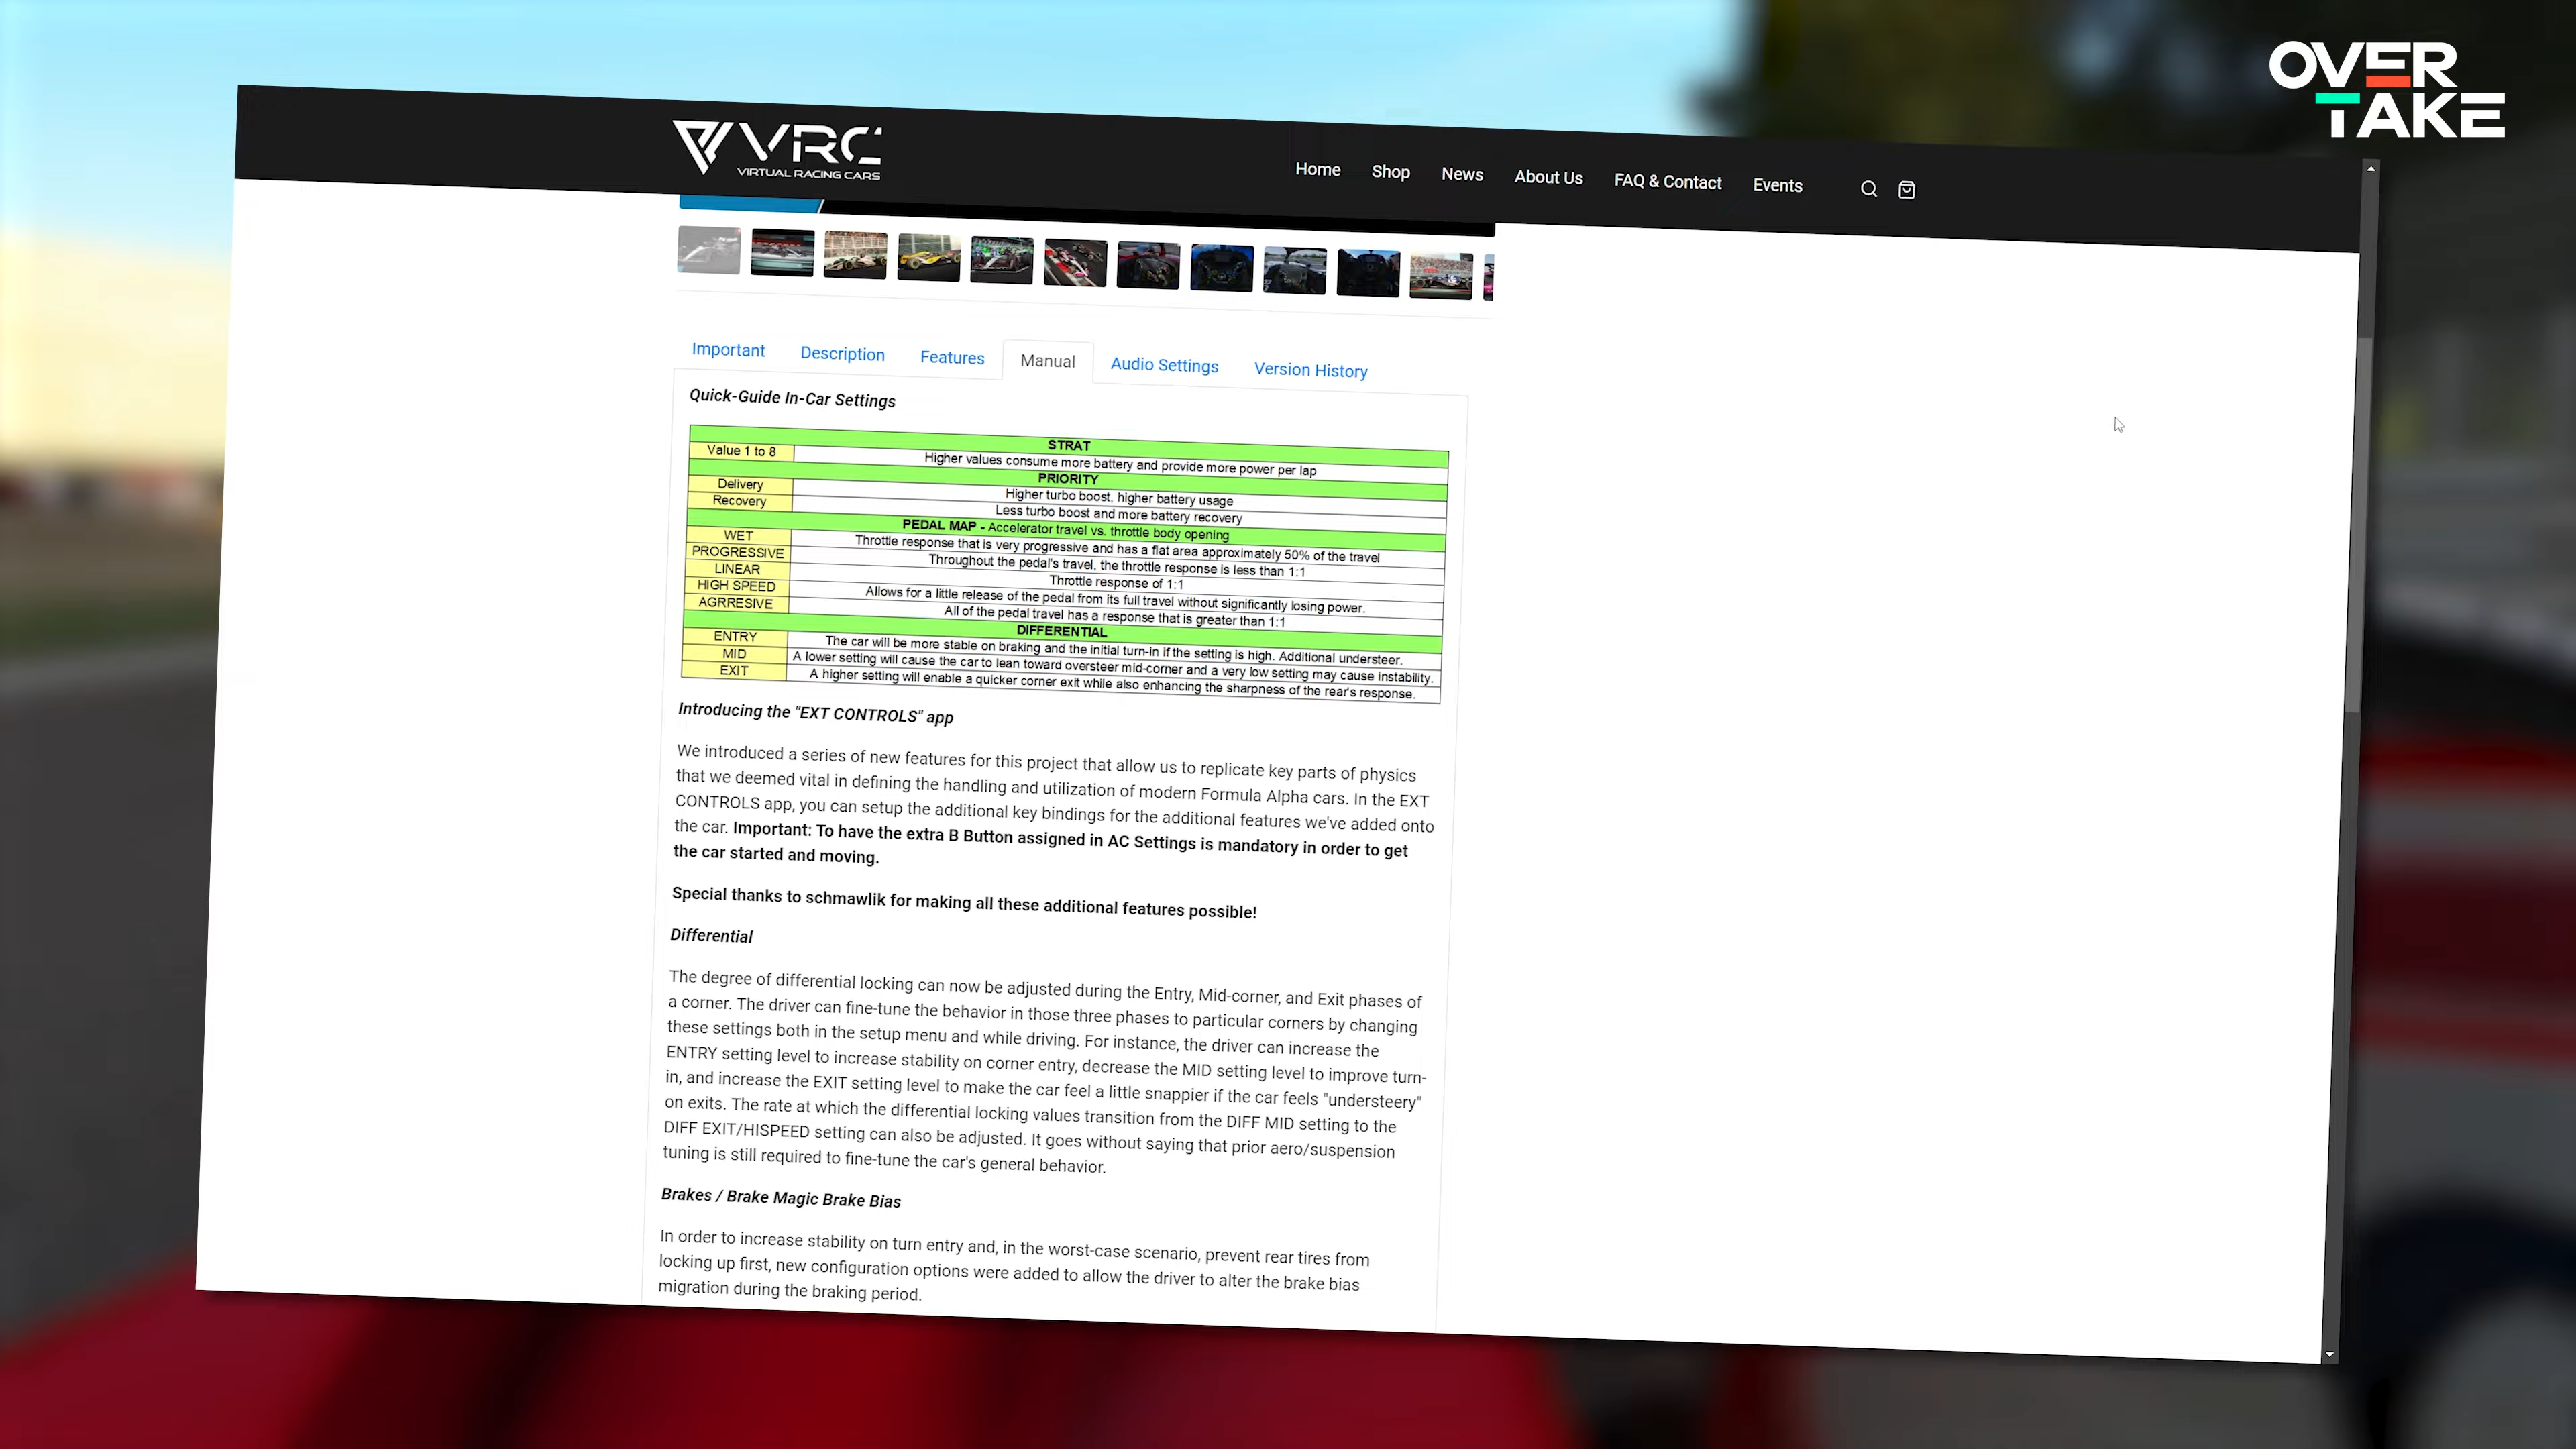 OVER
TAKE
VRC
VIRTUAL RACING CARS
Home Shop News About Us FAQ & Contact Events
Important Description Features Manual Audio Settings Version History
Quick-Guide In-Car Settings
STRAT
Value 1 to 8 Higher values consume more battery and provide more power per lap
PRIORITY
Delivery Higher turbo boost, higher battery usage
Recovery Less turbo boost and more battery recovery
PEDAL MAP - Accelerator travel vs. throttle body opening
WET Throttle response that is very progressive and has a flat area approximately 50% of the travel
PROGRESSIVE Throughout the pedal's travel, the throttle response is less than 1:1
LINEAR Throttle response of 1:1
HIGH SPEED Allows for a little release of the pedal from its full travel without significantly losing power.
AGRRESIVE All of the pedal travel has a response that is greater than 1:1
DIFFERENTIAL
ENTRY The car will be more stable on braking and the initial turn-in if the setting is high. Additional understeer.
MID A lower setting will cause the car to lean toward oversteer mid-corner and a very low setting may cause instability.
EXIT A higher setting will enable a quicker corner exit while also enhancing the sharpness of the rear's response.
Introducing the "EXT CONTROLS" app
We introduced a series of new features for this project that allow us to replicate key parts of physics
that we deemed vital in defining the handling and utilization of modern Formula Alpha cars. In the EXT
CONTROLS app, you can setup the additional key bindings for the additional features we've added onto
the car. Important: To have the extra B Button assigned in AC Settings is mandatory in order to get
the car started and moving.
Special thanks to schmawlik for making all these additional features possible!
Differential
The degree of differential locking can now be adjusted during the Entry, Mid-corner, and Exit phases of
a corner. The driver can fine-tune the behavior in those three phases to particular corners by changing
these settings both in the setup menu and while driving. For instance, the driver can increase the
ENTRY setting level to increase stability on corner entry, decrease the MID setting level to improve turn-
in, and increase the EXIT setting level to make the car feel a little snappier if the car feels "understeery"
on exits. The rate at which the differential locking values transition from the DIFF MID setting to the
DIFF EXIT/HISPEED setting can also be adjusted. It goes without saying that prior aero/suspension
tuning is still required to fine-tune the car's general behavior.
Brakes / Brake Magic Brake Bias
In order to increase stability on turn entry and, in the worst-case scenario, prevent rear tires from
locking up first, new configuration options were added to allow the driver to alter the brake bias
migration during the braking period.